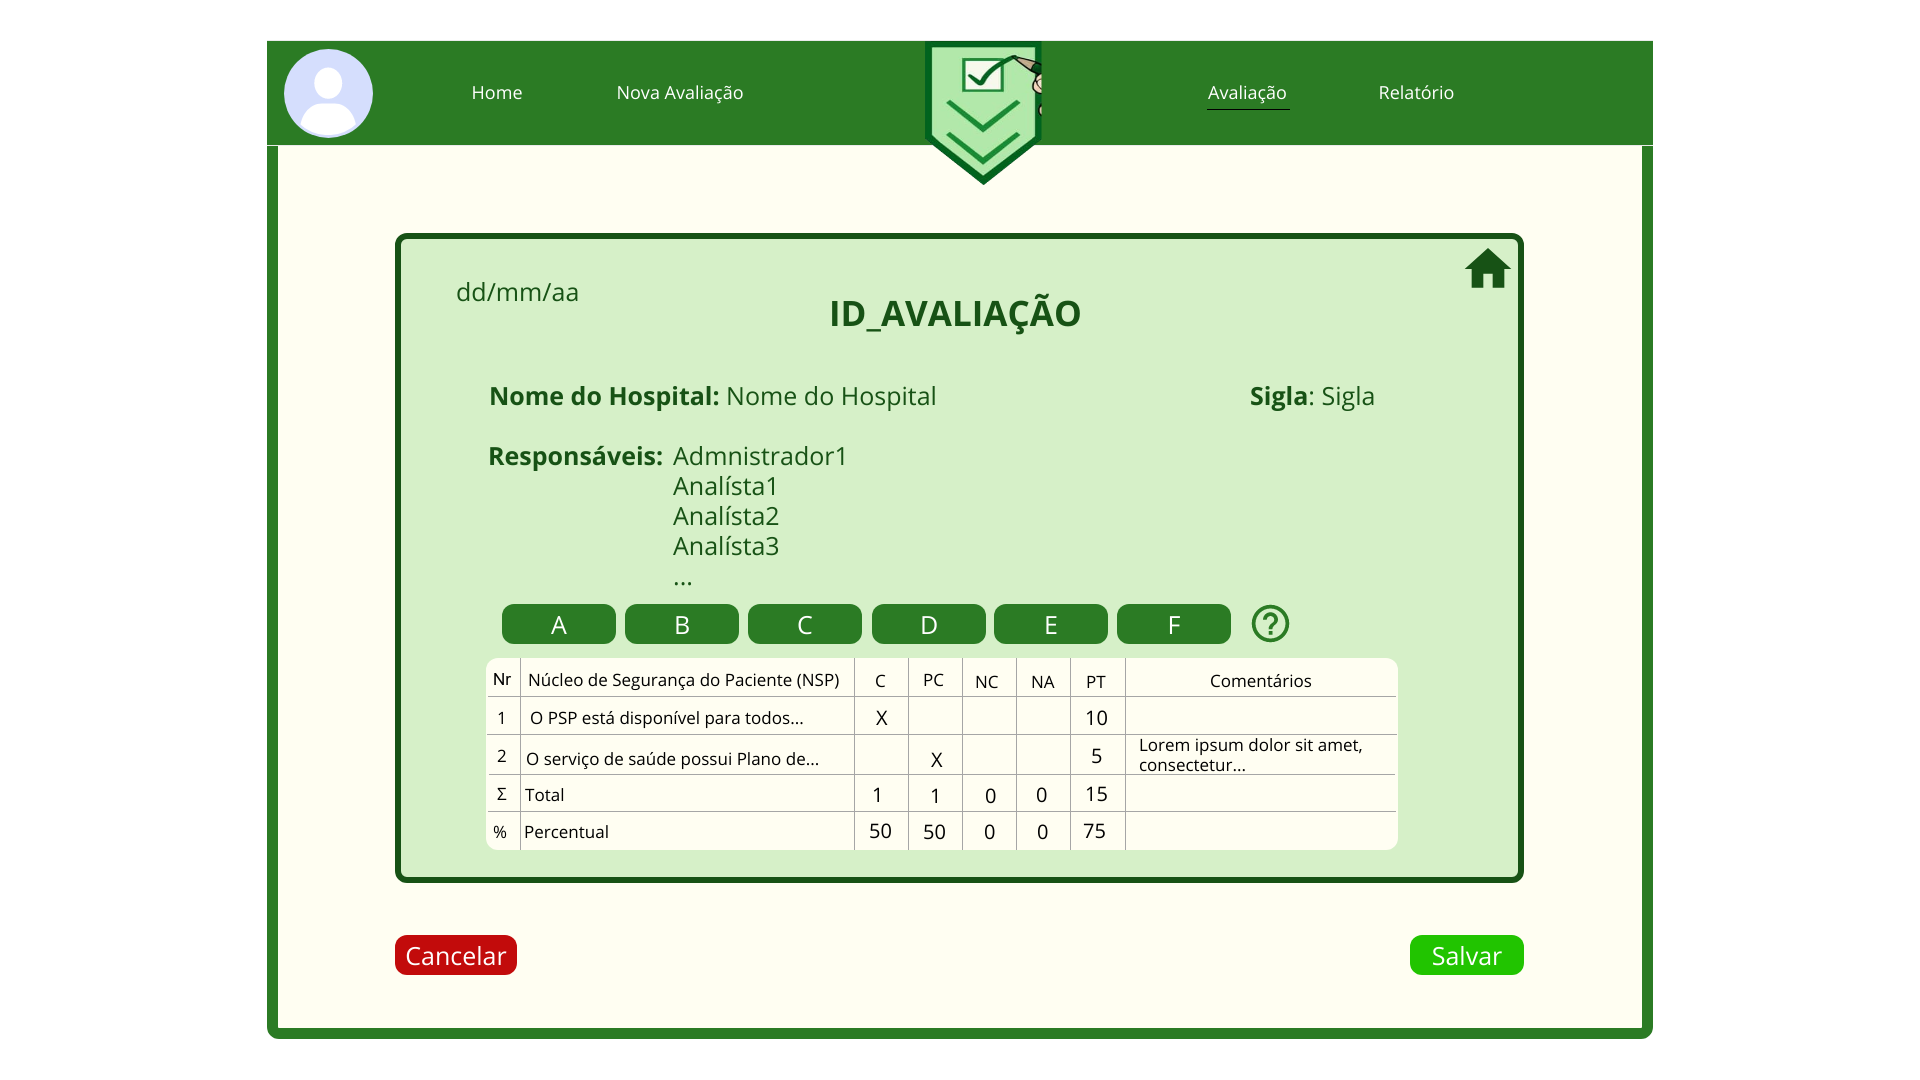 Home Nova Avaliação Avaliação Relatório
dd/mm/aa
ID_AVALIAÇÃO
Nome do Hospital: Nome do Hospital Sigla: Sigla
Responsáveis: Admnistrador1
Analísta1
Analísta2
Analísta3
...
A B C D E F ?
Nr Núcleo de Segurança do Paciente (NSP) C PC NC NA PT Comentários
1 O PSP está disponível para todos... X 10
2 O serviço de saúde possui Plano de... X 5 Lorem ipsum dolor sit amet,
consectetur...
Σ Total 1 1 0 0 15
% Percentual 50 50 0 0 75
Cancelar Salvar